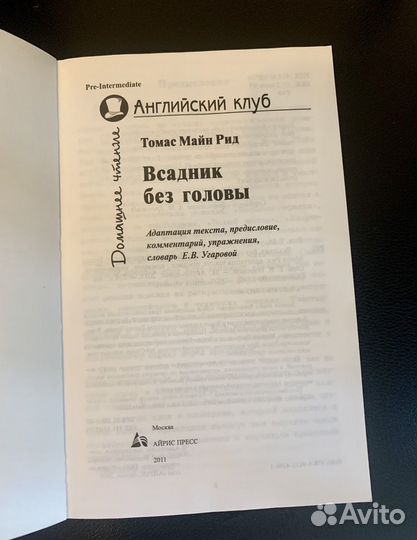 Pre-Intermediate
Английский клуб
Домашнее чтение
Томас Майн Рид
Всадник
без головы
Адаптация текста, предисловие,
комментарий, упражнения,
словарь Е.В. Угаровой
Москва
АЙРИС ПРЕСС
2011
Avito